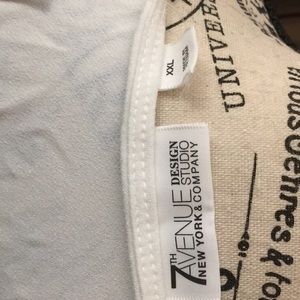 XXL
7TH
AVENUE
DESIGN
STUDIO
NEW YORK & COMPANY
UNIVER